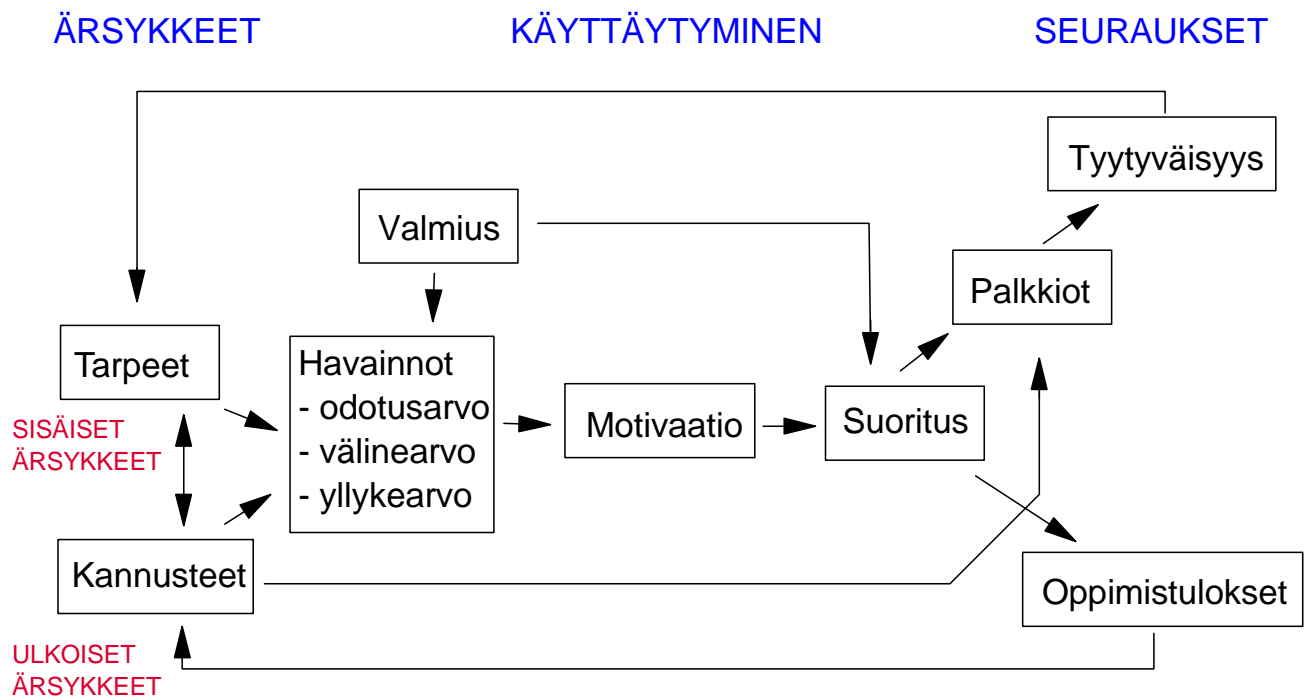 ÄRSYKKEET
KÄYTTÄYTYMINEN
SEURAUKSET
Tyytyväisyys
Valmius
Palkkiot
Tarpeet
Havainnot
- odotusarvo
- välinearvo
- yllykearvo
Motivaatio
Suoritus
SISÄISET
ÄRSYKKEET
Kannusteet
Oppimistulokset
ULKOISET
ÄRSYKKEET